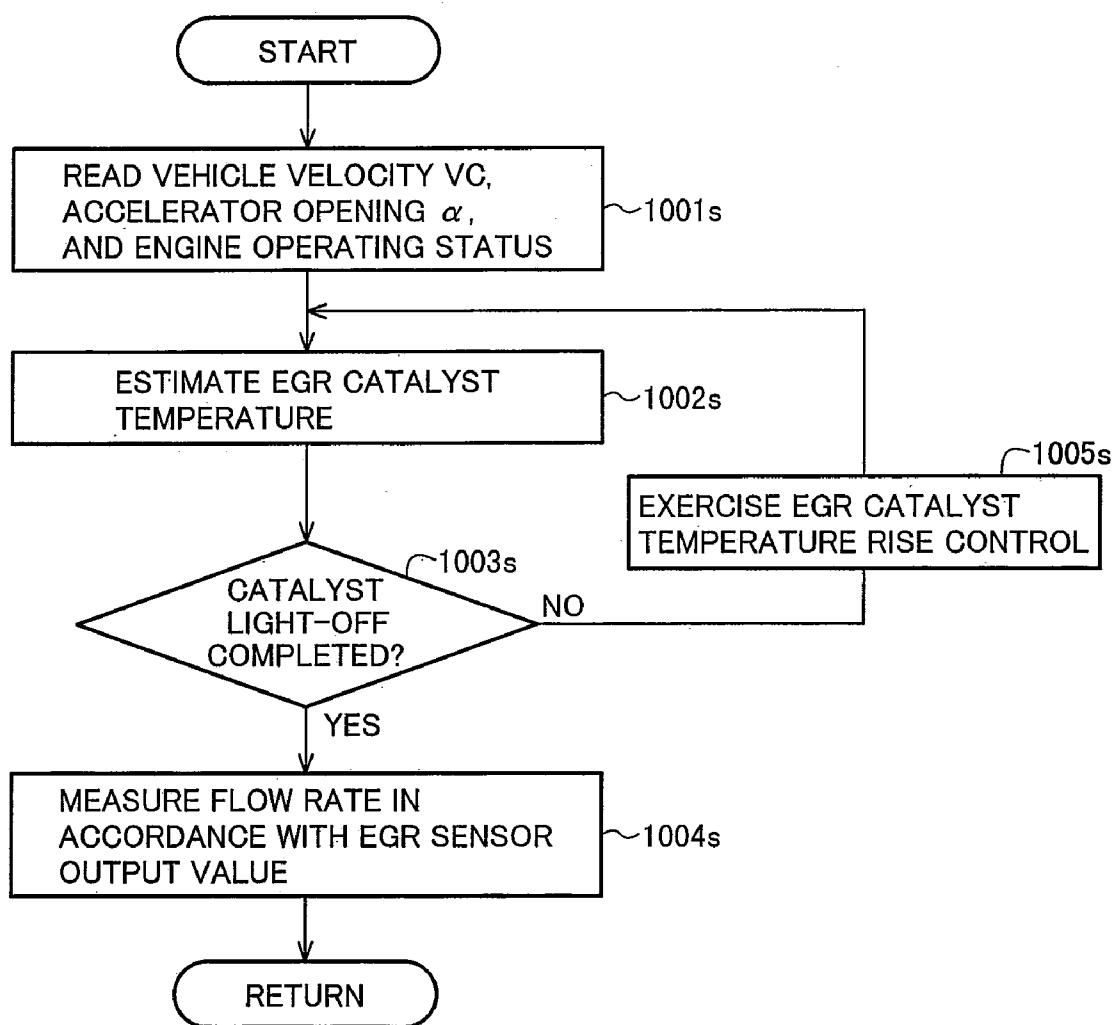 START
READ VEHICLE VELOCITY VC,
ACCELERATOR OPENING α,
AND ENGINE OPERATING STATUS
1001s
ESTIMATE EGR CATALYST
TEMPERATURE
1002s
1005s
EXERCISE EGR CATALYST
TEMPERATURE RISE CONTROL
1003s
CATALYST
LIGHT-OFF
COMPLETED?
NO
YES
MEASURE FLOW RATE IN
ACCORDANCE WITH EGR SENSOR
OUTPUT VALUE
1004s
RETURN